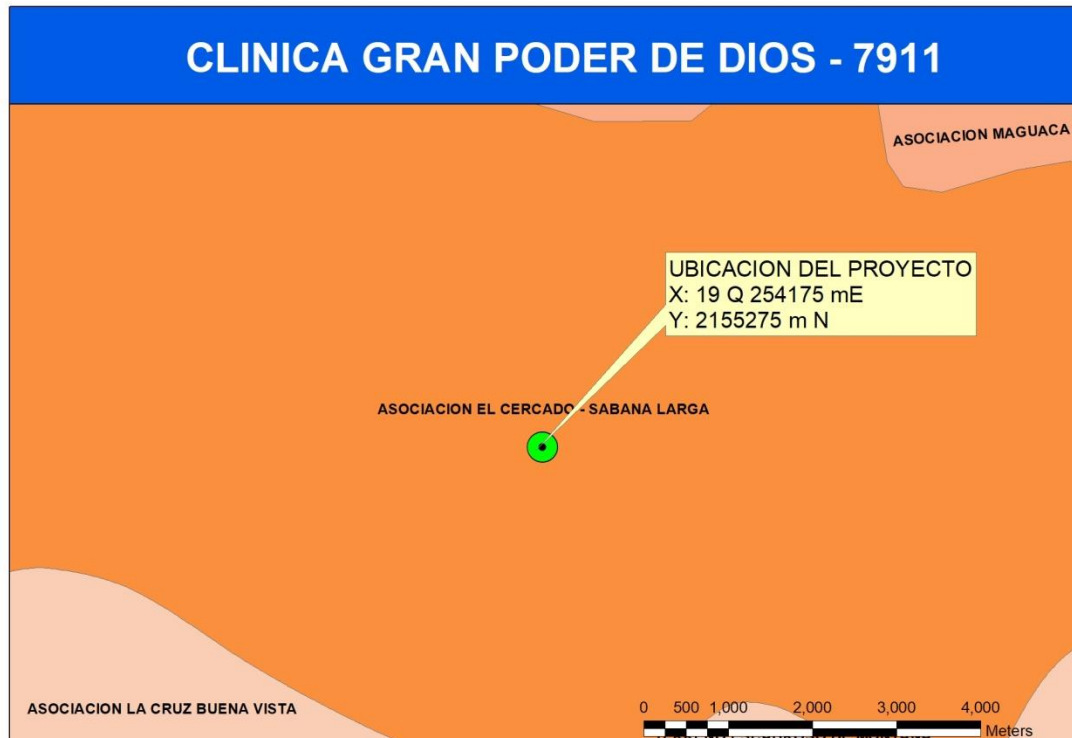 CLINICA GRAN PODER DE DIOS - 7911
ASOCIACION MAGUACA
UBICACION DEL PROYECTO
X: 19 Q 254175 mE
Y: 2155275 m N
ASOCIACION EL CERCADO - SABANA LARGA
ASOCIACION LA CRUZ BUENA VISTA
0 500 1,000 2,000 3,000 4,000
Meters